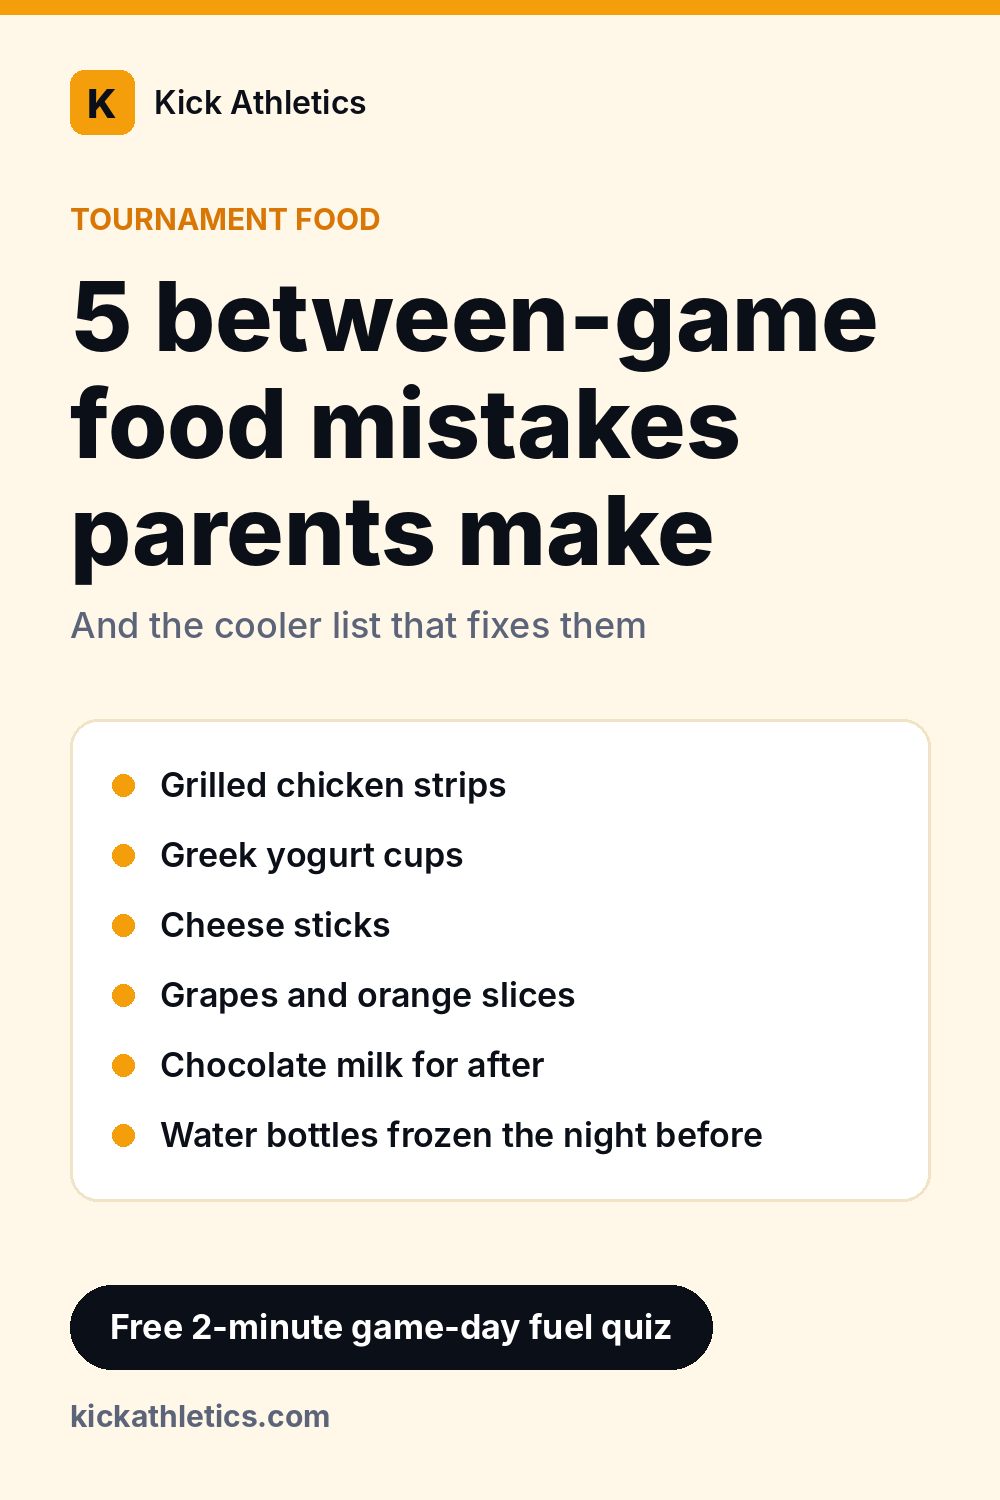 K
Kick Athletics
TOURNAMENT FOOD
5 between-game
food mistakes
parents make
And the cooler list that fixes them
Grilled chicken strips
Greek yogurt cups
Cheese sticks
Grapes and orange slices
Chocolate milk for after
Water bottles frozen the night before
Free 2-minute game-day fuel quiz
kickathletics.com